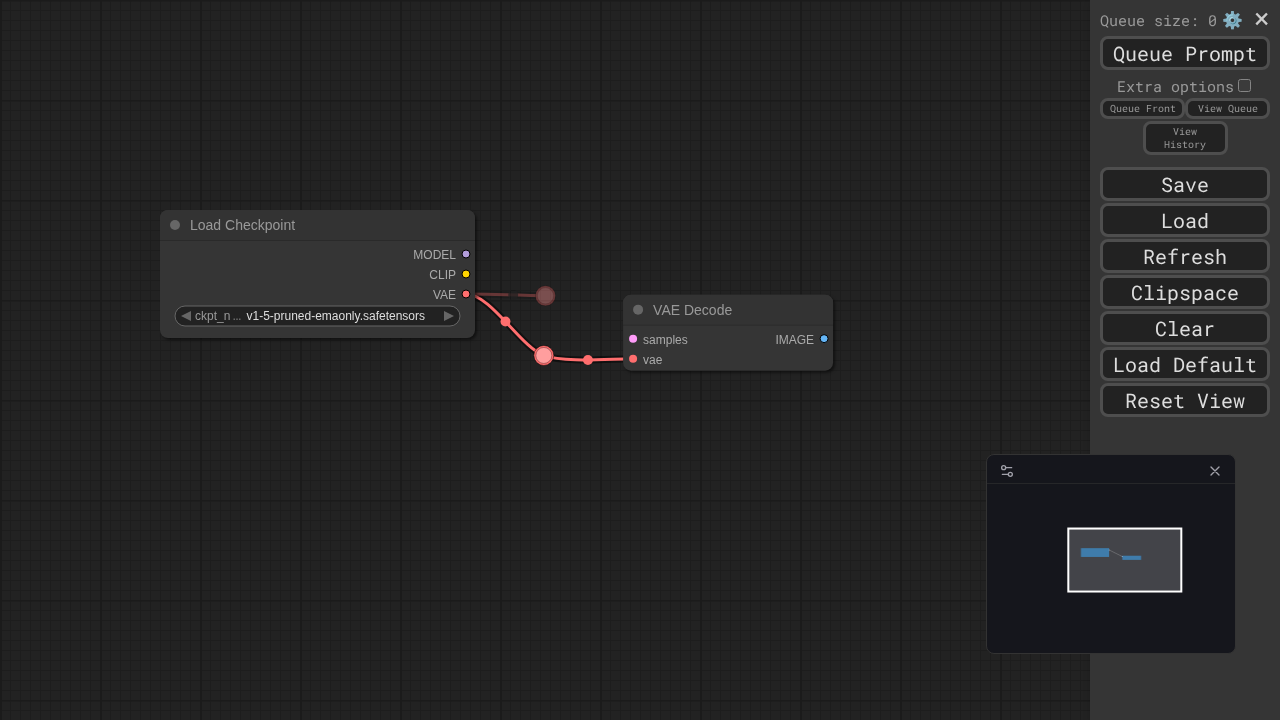 Queue size: 0
Queue Prompt
Extra options
Queue Front
View Queue
View
History
Save
Load
Refresh
Clipspace
Clear
Load Default
Reset View
Load Checkpoint
MODEL
CLIP
VAE
ckpt_n... v1-5-pruned-emaonly.safetensors
VAE Decode
samples IMAGE
vae